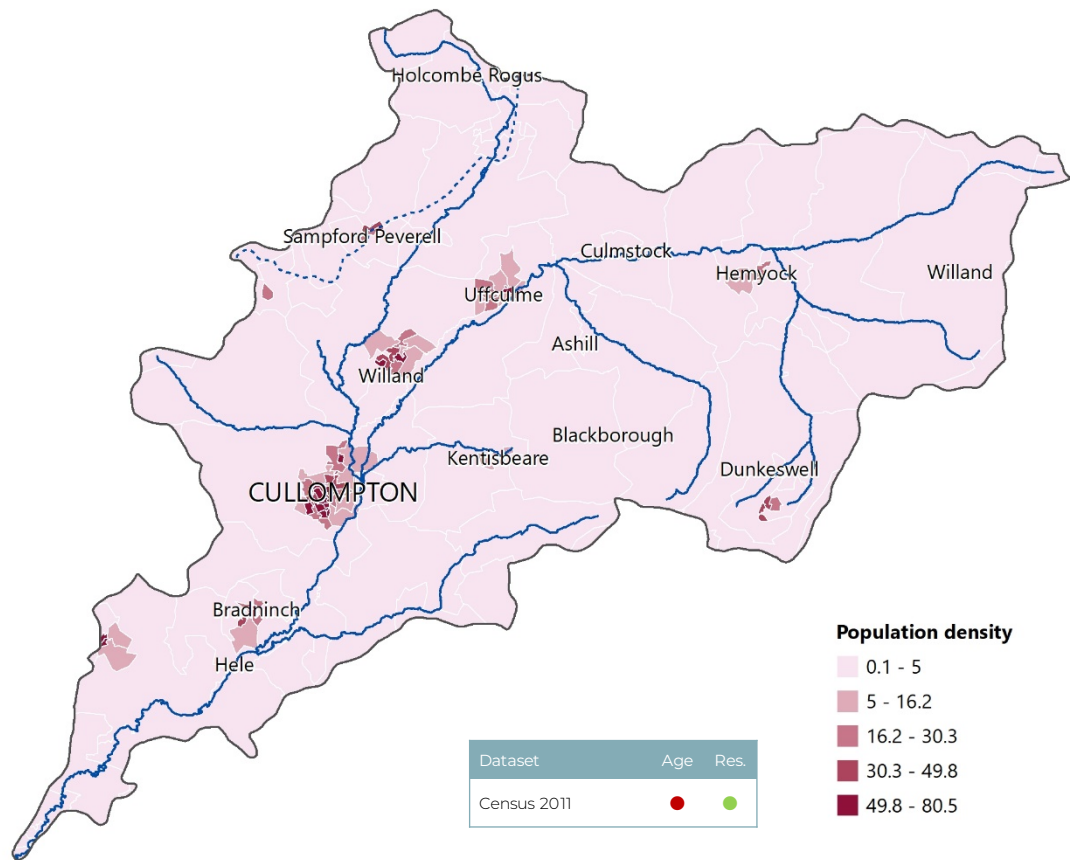 Holcombe Rogus
Sampford Peverell
Culmstock
Hemyock
Willand
Uffculme
Ashill
Willand
Blackborough
Kentisbeare
Dunkeswell
CULLOMPTON
Bradninch
Hele
Population density
0.1 - 5
5 - 16.2
16.2 - 30.3
30.3 - 49.8
49.8 - 80.5
Dataset Age Res.
Census 2011